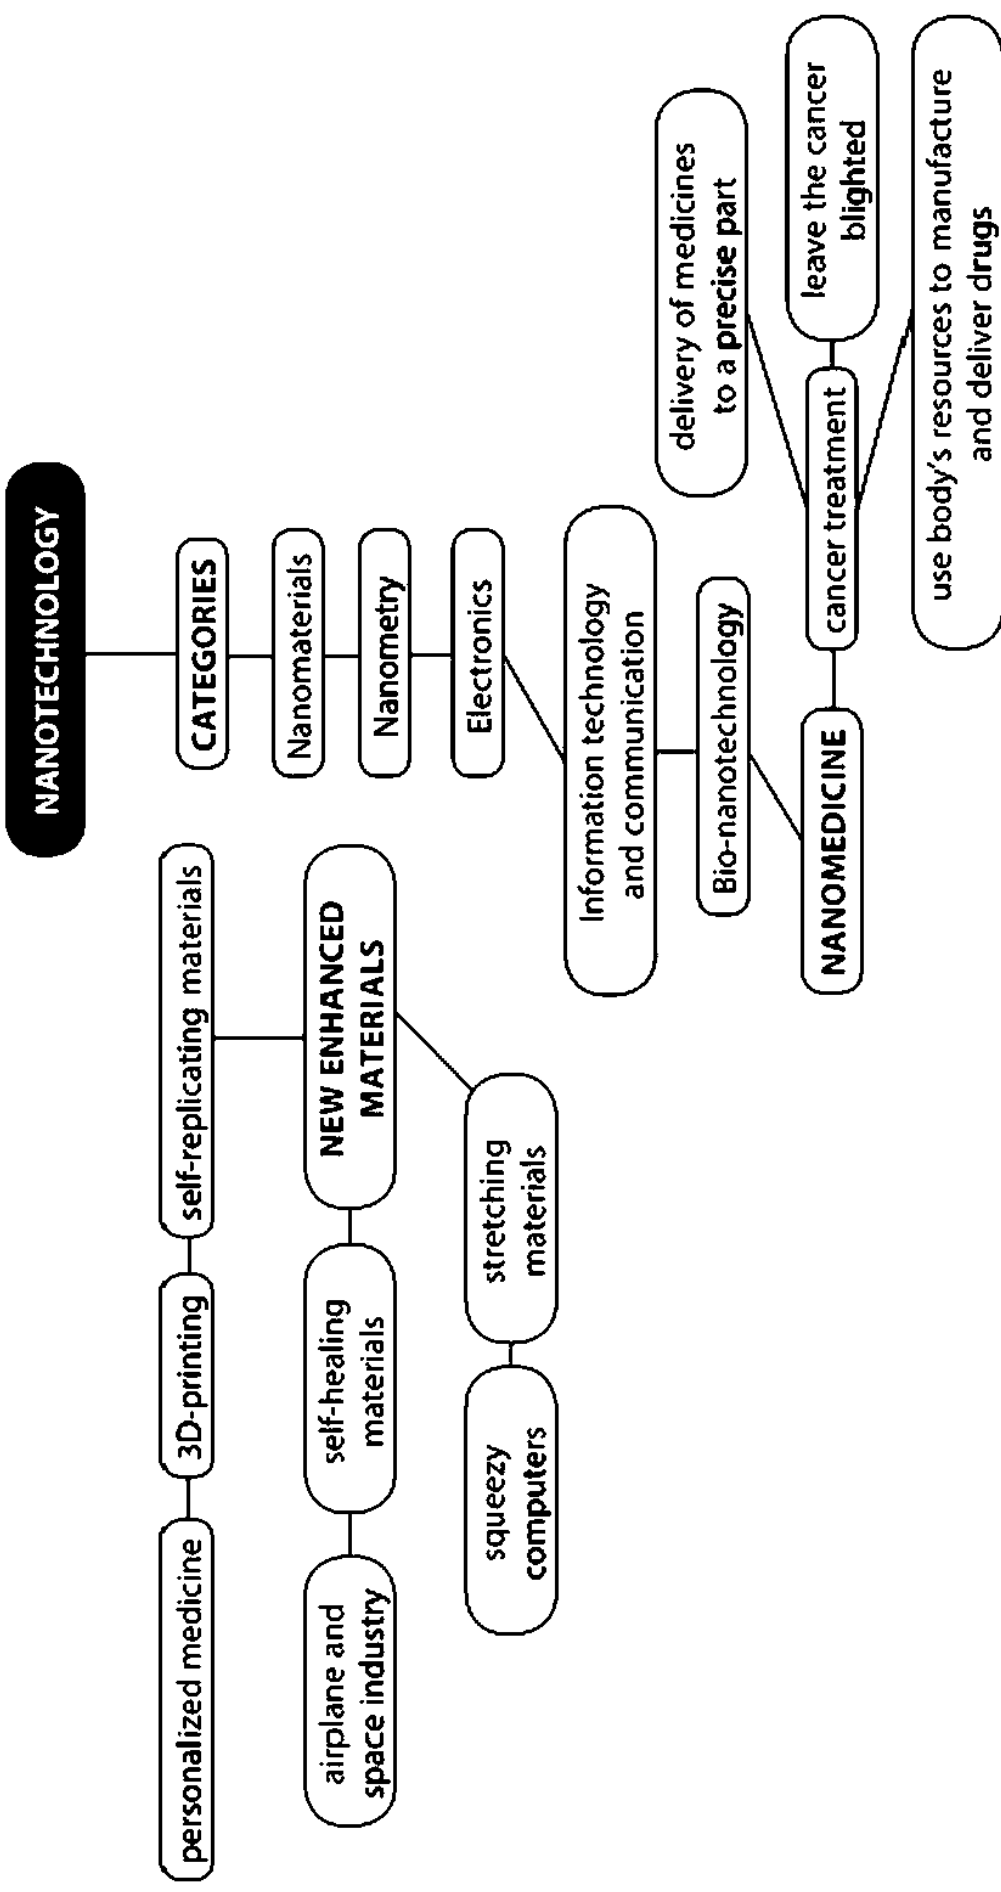 NANOTECHNOLOGY
personalized medicine
3D-printing
self-replicating materials
CATEGORIES
airplane and
space industry
self-healing
materials
NEW ENHANCED
MATERIALS
Nanomaterials
Nanometry
squeezy
computers
stretching
materials
Electronics
Information technology
and communication
Bio-nanotechnology
delivery of medicines
to a precise part
NANOMEDICINE
cancer treatment
leave the cancer
blighted
use body's resources to manufacture
and deliver drugs